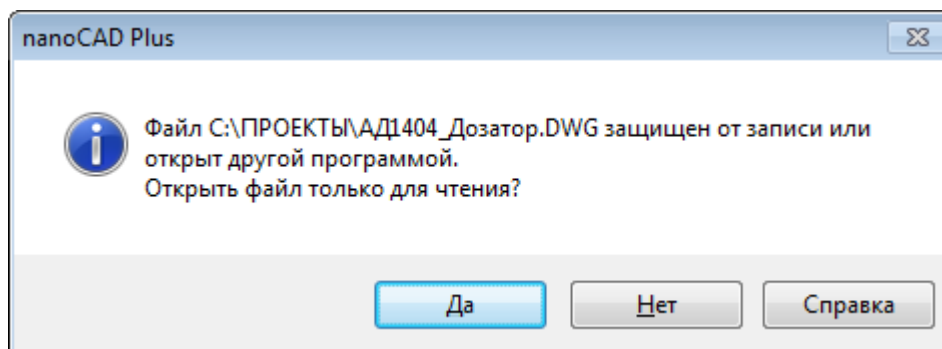 nanoCAD Plus
Файл C:\ПРОЕКТЫ\АД1404_Дозатор.DWG защищен от записи или
открыт другой программой.
Открыть файл только для чтения?
Да Нет Справка